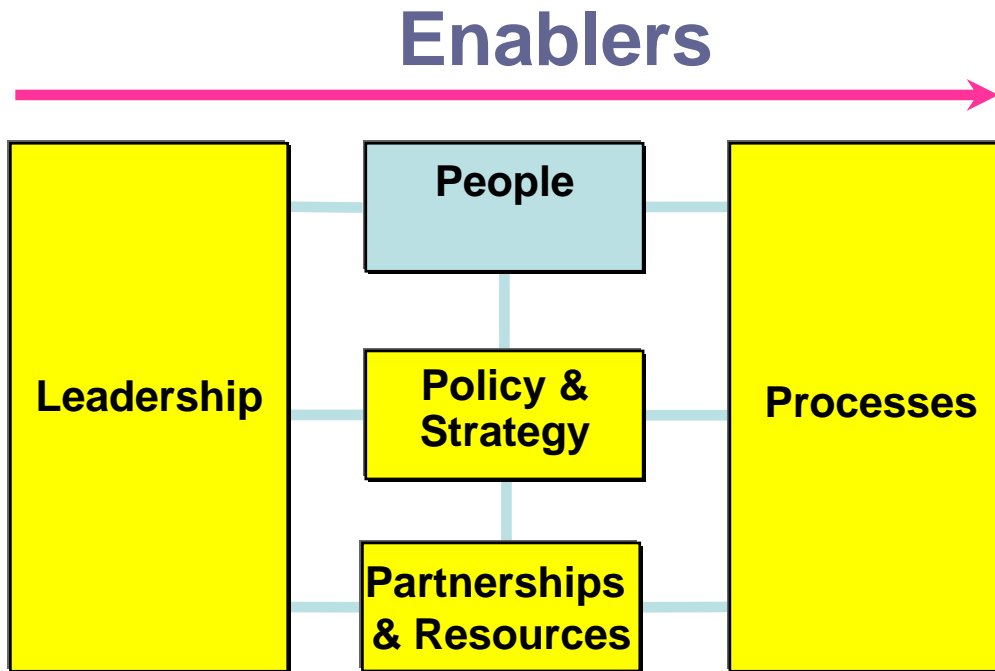 Enablers
People
Leadership
Policy &
Strategy
Processes
Partnerships
& Resources